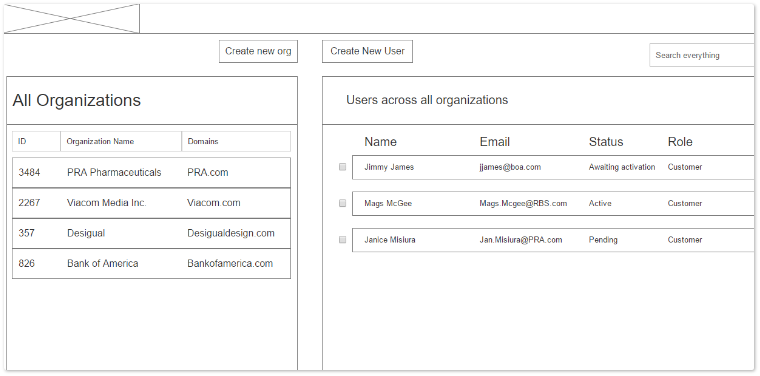 Create new org
Create New User
Search everything
All Organizations
ID Organization Name Domains
3484 PRA Pharmaceuticals PRA.com
2267 Viacom Media Inc. Viacom.com
357 Desigual Desigualdesign.com
826 Bank of America Bankofamerica.com
Users across all organizations
Name Email Status Role
Jimmy James jjames@boa.com Awaiting activation Customer
Mags McGee Mags.Mcgee@RBS.com Active Customer
Janice Misiura Jan.Misiura@PRA.com Pending Customer